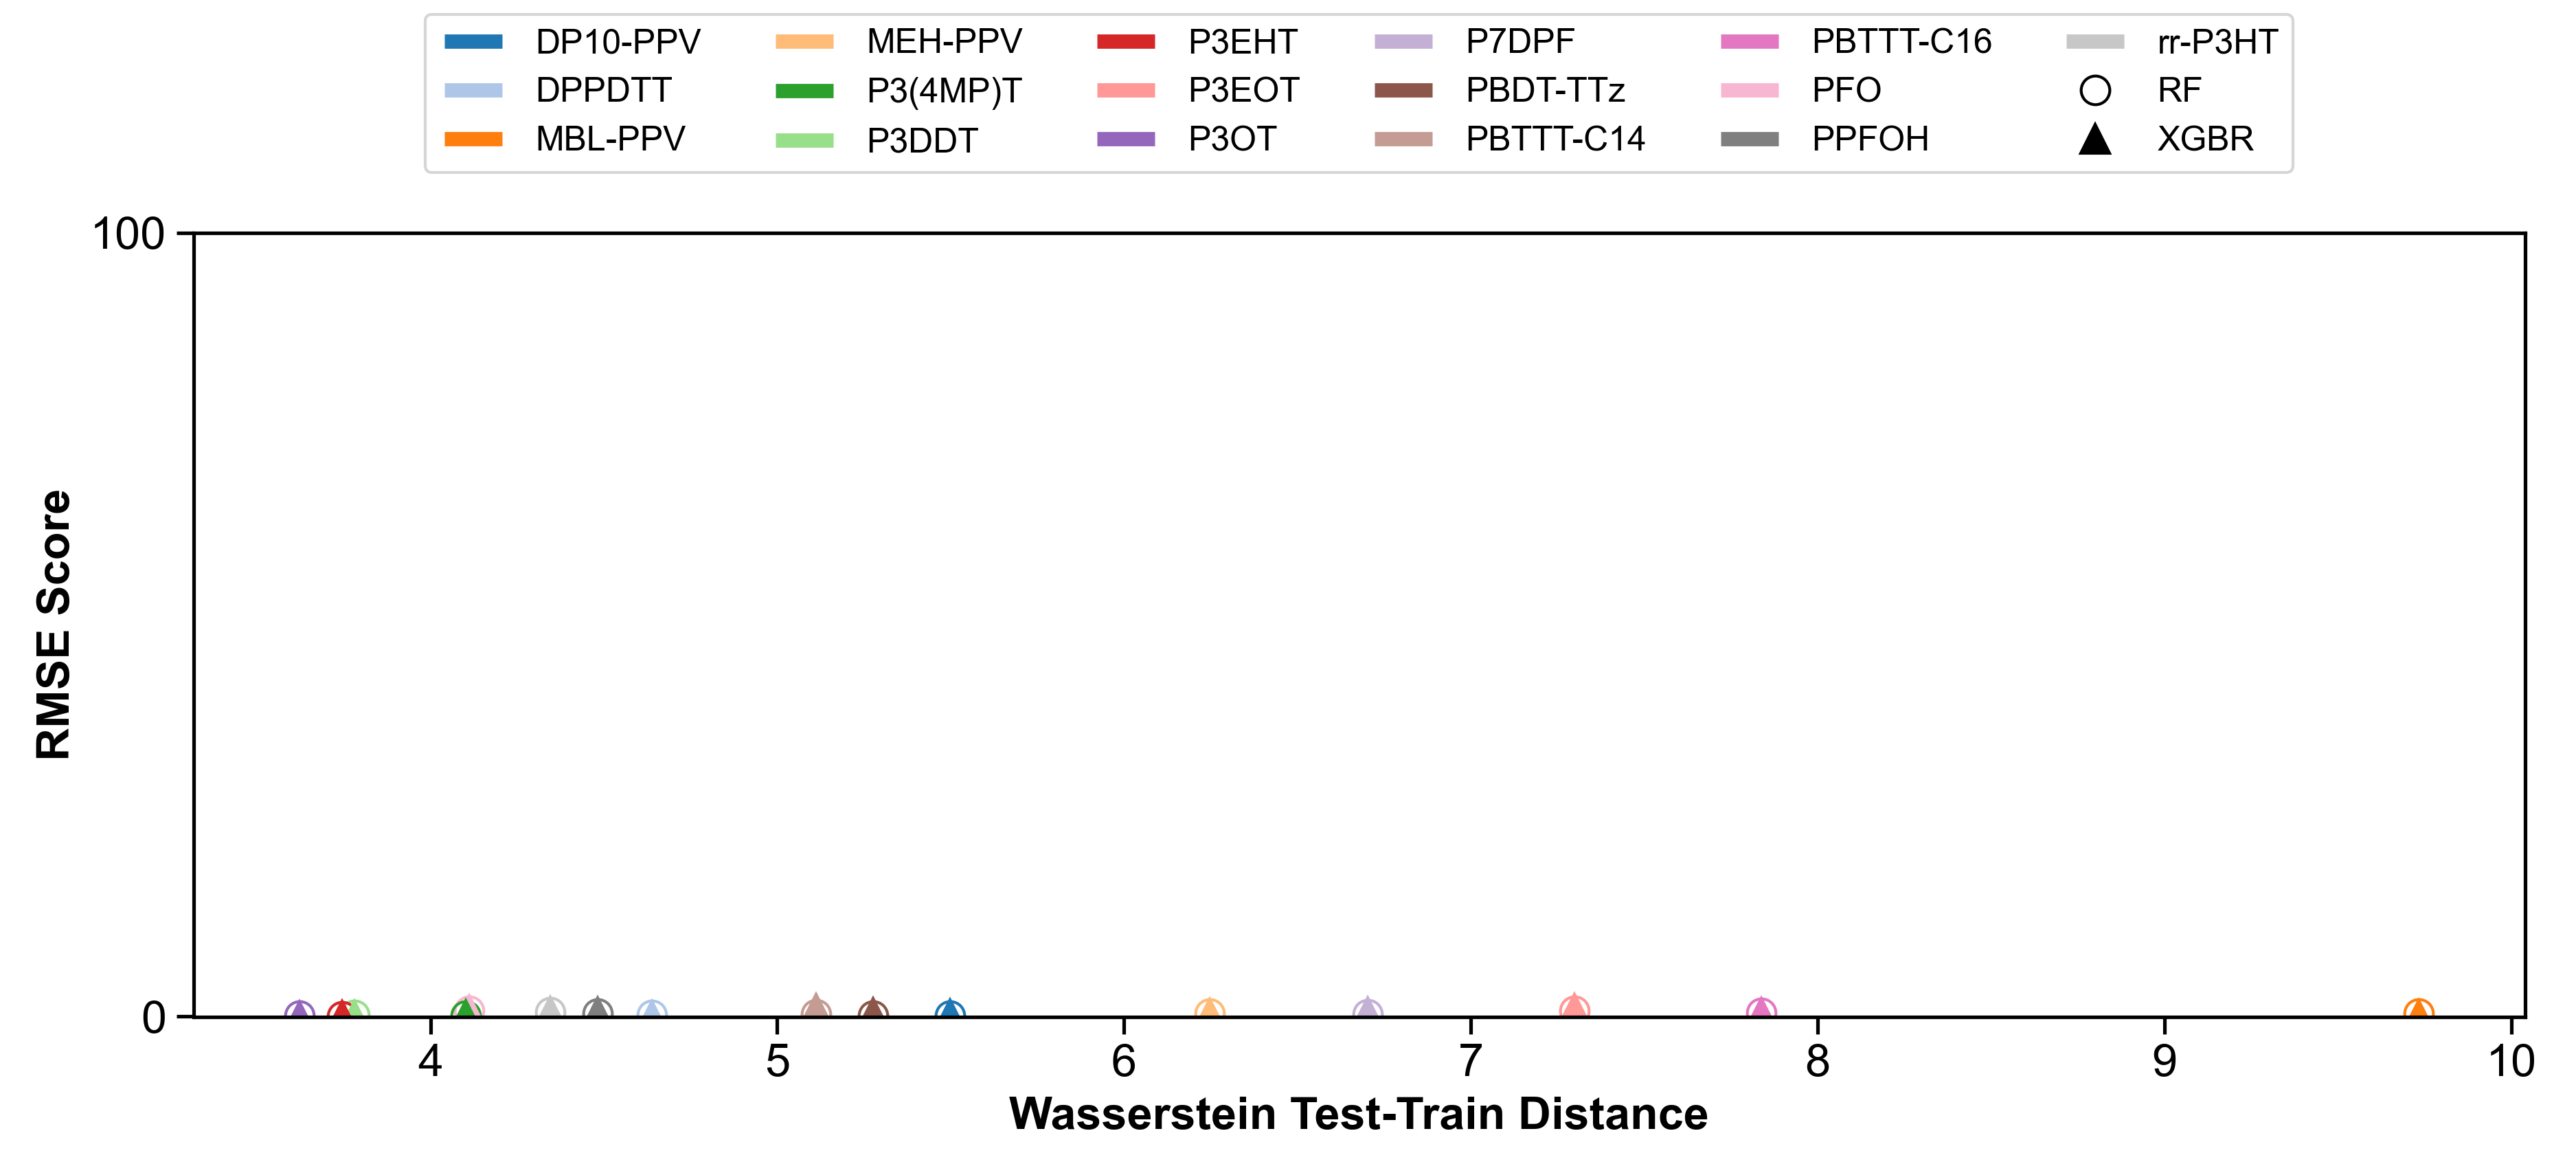 DP10-PPV MEH-PPV P3EHT P7DPF PBTTT-C16 rr-P3HT
DPPDTT P3(4MP)T P3EOT PBDT-TTz PFO RF
MBL-PPV P3DDT P3OT PBTTT-C14 PPFOH XGBR
100
RMSE Score
0
4 5 6 7 8 9 10
Wasserstein Test-Train Distance